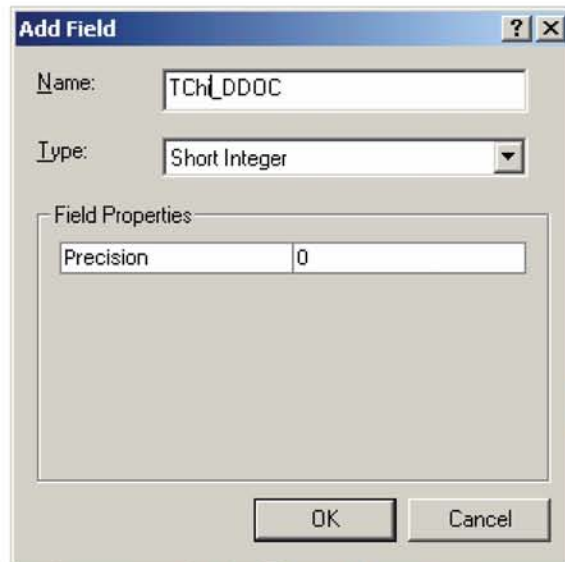 Add Field
Name: TChi_DDOC
Type: Short Integer
Field Properties
Precision 0
OK Cancel